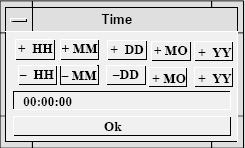 Time
+ HH + MM + DD + MO + YY
− HH − MM −DD + MO + YY
00:00:00
Ok